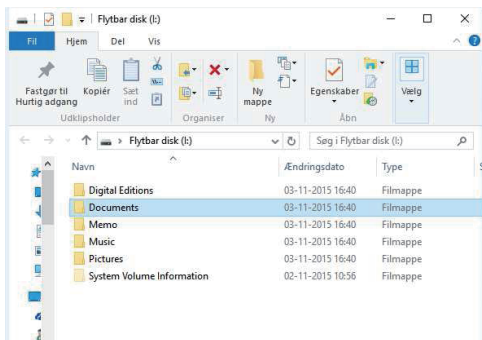 Flytbar disk (I:)
Fil Hjem Del Vis
Fastgør til Hurtig adgang
Kopiér
Sæt ind
Ny mappe
Egenskaber
Vælg
Udklipsholder Organiser Ny Åbn
Flytbar disk (I:)
Søg i Flytbar disk (I:)
Navn Ændringsdato Type
Digital Editions 03-11-2015 16:40 Filmappe
Documents 03-11-2015 16:40 Filmappe
Memo 03-11-2015 16:40 Filmappe
Music 03-11-2015 16:40 Filmappe
Pictures 03-11-2015 16:40 Filmappe
System Volume Information 02-11-2015 10:56 Filmappe